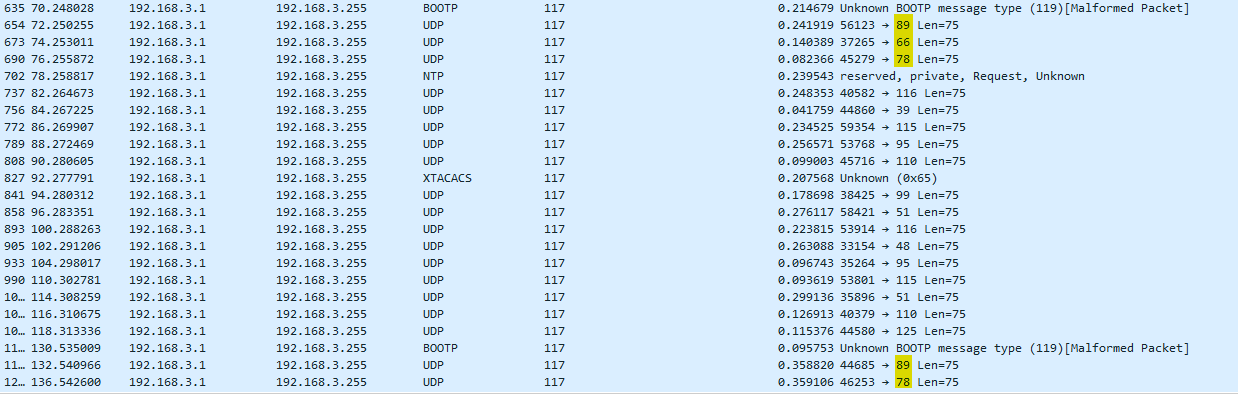 635 70.248028 192.168.3.1 192.168.3.255 BOOTP 117 0.214679 Unknown BOOTP message type (119)[Malformed Packet]
654 72.250255 192.168.3.1 192.168.3.255 UDP 117 0.241919 56123 → 89 Len=75
673 74.253011 192.168.3.1 192.168.3.255 UDP 117 0.140389 37265 → 66 Len=75
690 76.255872 192.168.3.1 192.168.3.255 UDP 117 0.082366 45279 → 78 Len=75
702 78.258817 192.168.3.1 192.168.3.255 NTP 117 0.239543 reserved, private, Request, Unknown
737 82.264673 192.168.3.1 192.168.3.255 UDP 117 0.248353 40582 → 116 Len=75
756 84.267225 192.168.3.1 192.168.3.255 UDP 117 0.041759 44860 → 39 Len=75
772 86.269907 192.168.3.1 192.168.3.255 UDP 117 0.234525 59354 → 115 Len=75
789 88.272469 192.168.3.1 192.168.3.255 UDP 117 0.256571 53768 → 95 Len=75
808 90.280605 192.168.3.1 192.168.3.255 UDP 117 0.099003 45716 → 110 Len=75
827 92.277791 192.168.3.1 192.168.3.255 XTACACS 117 0.207568 Unknown (0x65)
841 94.280312 192.168.3.1 192.168.3.255 UDP 117 0.178698 38425 → 99 Len=75
858 96.283351 192.168.3.1 192.168.3.255 UDP 117 0.276117 58421 → 51 Len=75
893 100.288263 192.168.3.1 192.168.3.255 UDP 117 0.223815 53914 → 116 Len=75
905 102.291206 192.168.3.1 192.168.3.255 UDP 117 0.263088 33154 → 48 Len=75
933 104.298017 192.168.3.1 192.168.3.255 UDP 117 0.096743 35264 → 95 Len=75
990 110.302781 192.168.3.1 192.168.3.255 UDP 117 0.093619 53801 → 115 Len=75
10… 114.308259 192.168.3.1 192.168.3.255 UDP 117 0.299136 35896 → 51 Len=75
10… 116.310675 192.168.3.1 192.168.3.255 UDP 117 0.126913 40379 → 110 Len=75
10… 118.313336 192.168.3.1 192.168.3.255 UDP 117 0.115376 44580 → 125 Len=75
11… 130.535009 192.168.3.1 192.168.3.255 BOOTP 117 0.095753 Unknown BOOTP message type (119)[Malformed Packet]
11… 132.540966 192.168.3.1 192.168.3.255 UDP 117 0.358820 44685 → 89 Len=75
12… 136.542600 192.168.3.1 192.168.3.255 UDP 117 0.359106 46253 → 78 Len=75